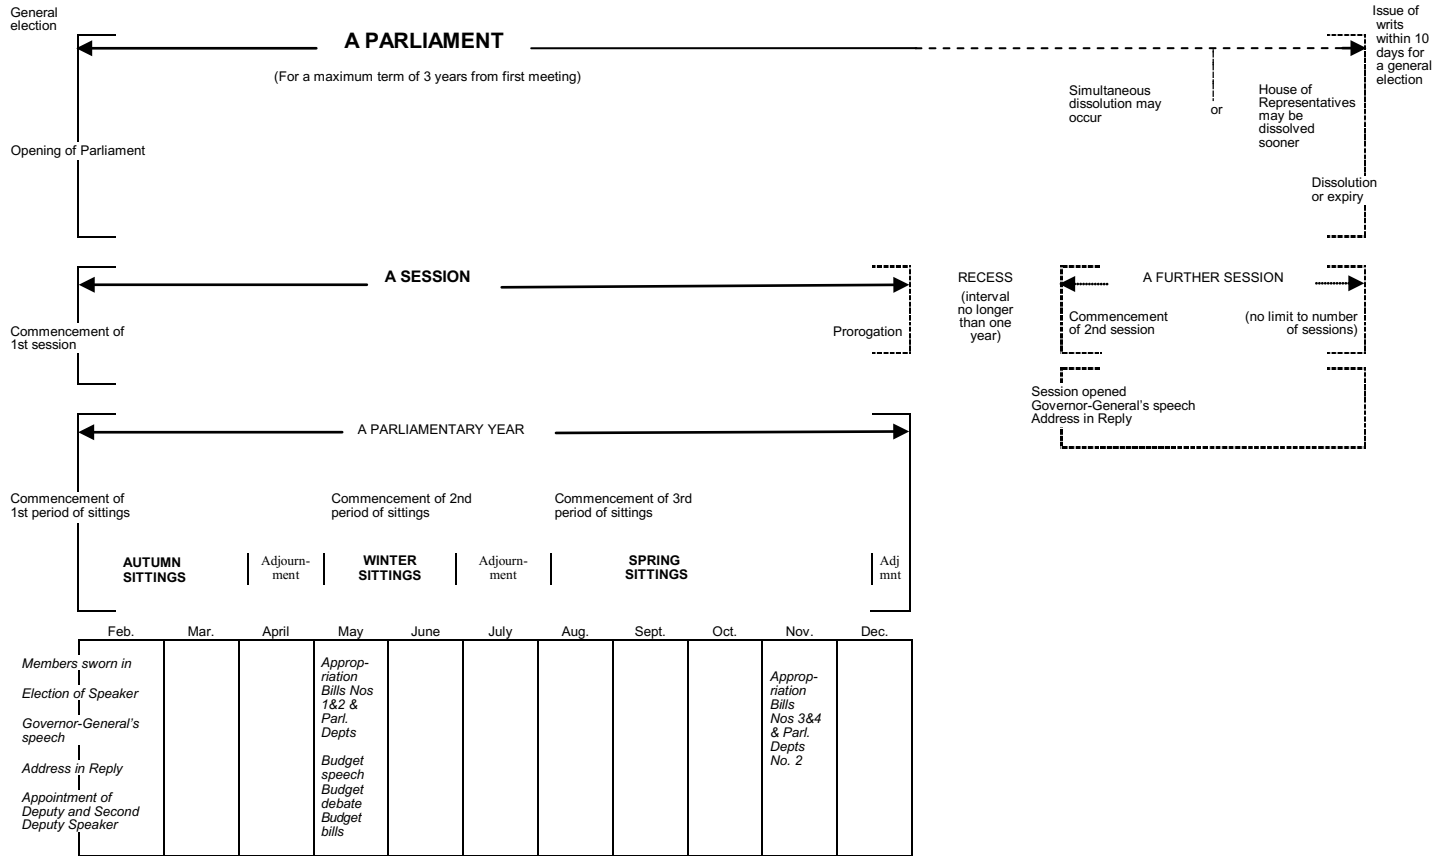 General
election
A PARLIAMENT
(For a maximum term of 3 years from first meeting)
Issue of
writs
within 10
days for
a general
election
Simultaneous
dissolution may
occur
or
House of
Representatives
may be
dissolved
sooner
Opening of Parliament
Dissolution
or expiry
A SESSION
RECESS
(interval
no longer
than one
year)
A FURTHER SESSION
Commencement of
1st session
Prorogation
Commencement
of 2nd session
(no limit to number
of sessions)
Session opened
Governor-General’s speech
Address in Reply
A PARLIAMENTARY YEAR
Commencement of
1st period of sittings
Commencement of 2nd
period of sittings
Commencement of 3rd
period of sittings
AUTUMN
SITTINGS
Adjourn-
ment
WINTER
SITTINGS
Adjourn-
ment
SPRING
SITTINGS
Adj
mnt
Feb. Mar. April May June July Aug. Sept. Oct. Nov. Dec.
Members sworn in
Election of Speaker
Governor-General’s
speech
Address in Reply
Appointment of
Deputy and Second
Deputy Speaker
Approp-
riation
Bills Nos
1&2 &
Parl.
Depts
Budget
speech
Budget
debate
Budget
bills
Approp-
riation
Bills
Nos 3&4
& Parl.
Depts
No. 2